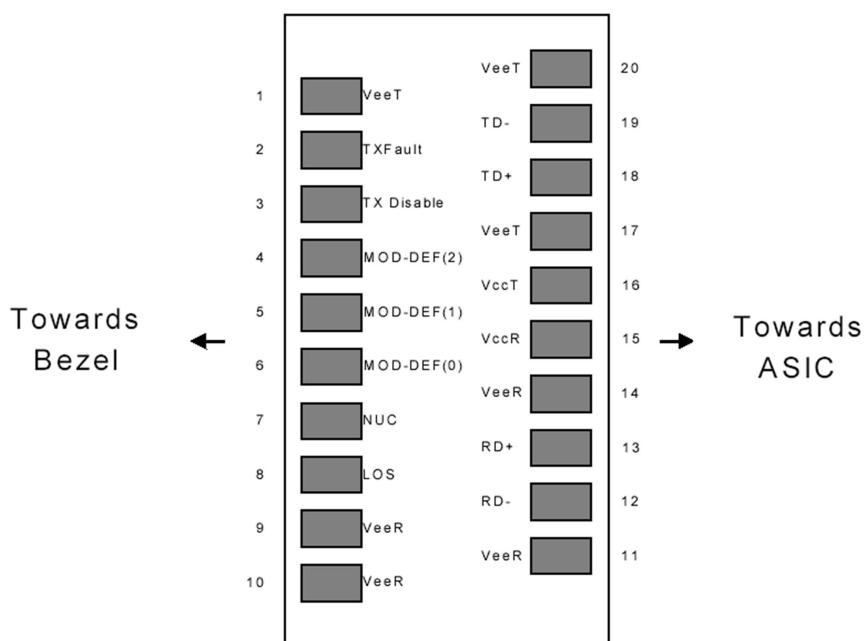 VeeT 20
1 VeeT
TD- 19
2 TXFault
TD+ 18
3 TX Disable
VeeT 17
4 MOD-DEF(2)
VccT 16
5 MOD-DEF(1)
Towards
Bezel
VccR 15
Towards
ASIC
6 MOD-DEF(0)
VeeR 14
7 NUC
RD+ 13
8 LOS
RD- 12
9 VeeR
VeeR 11
10 VeeR